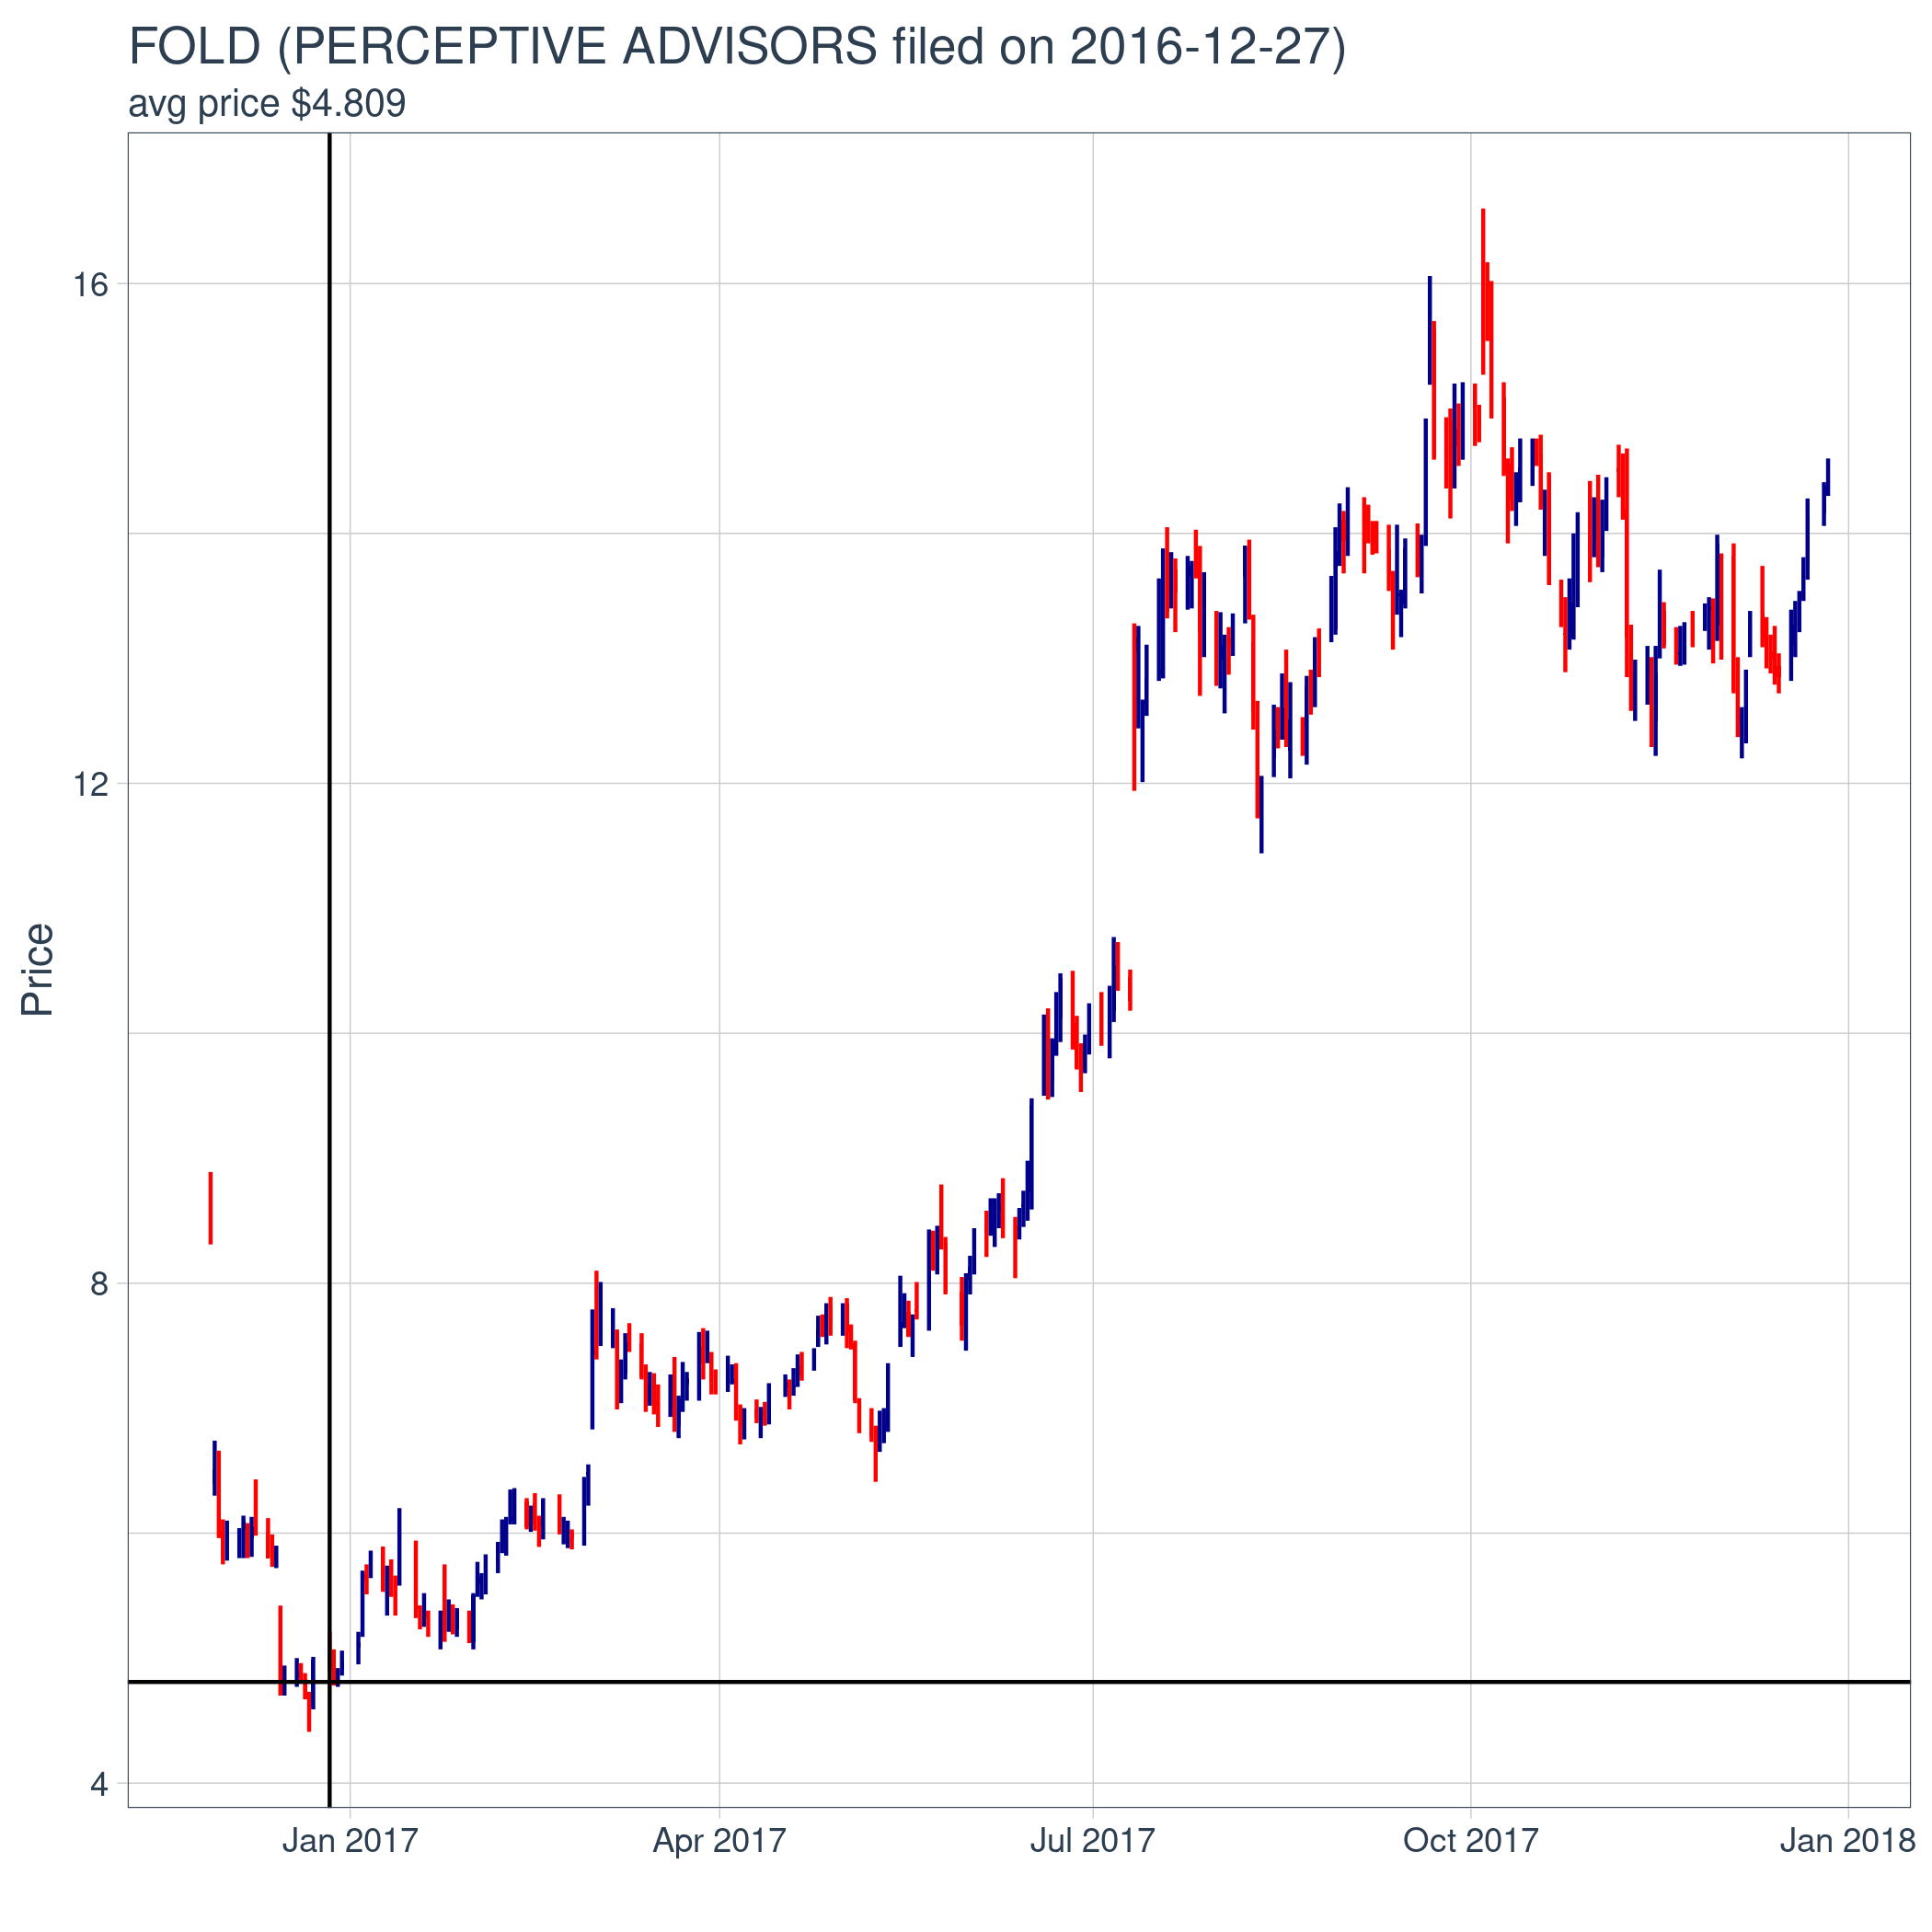 FOLD (PERCEPTIVE ADVISORS filed on 2016-12-27)
avg price $4.809
16
12
8
4
Price
Jan 2017
Apr 2017
Jul 2017
Oct 2017
Jan 2018